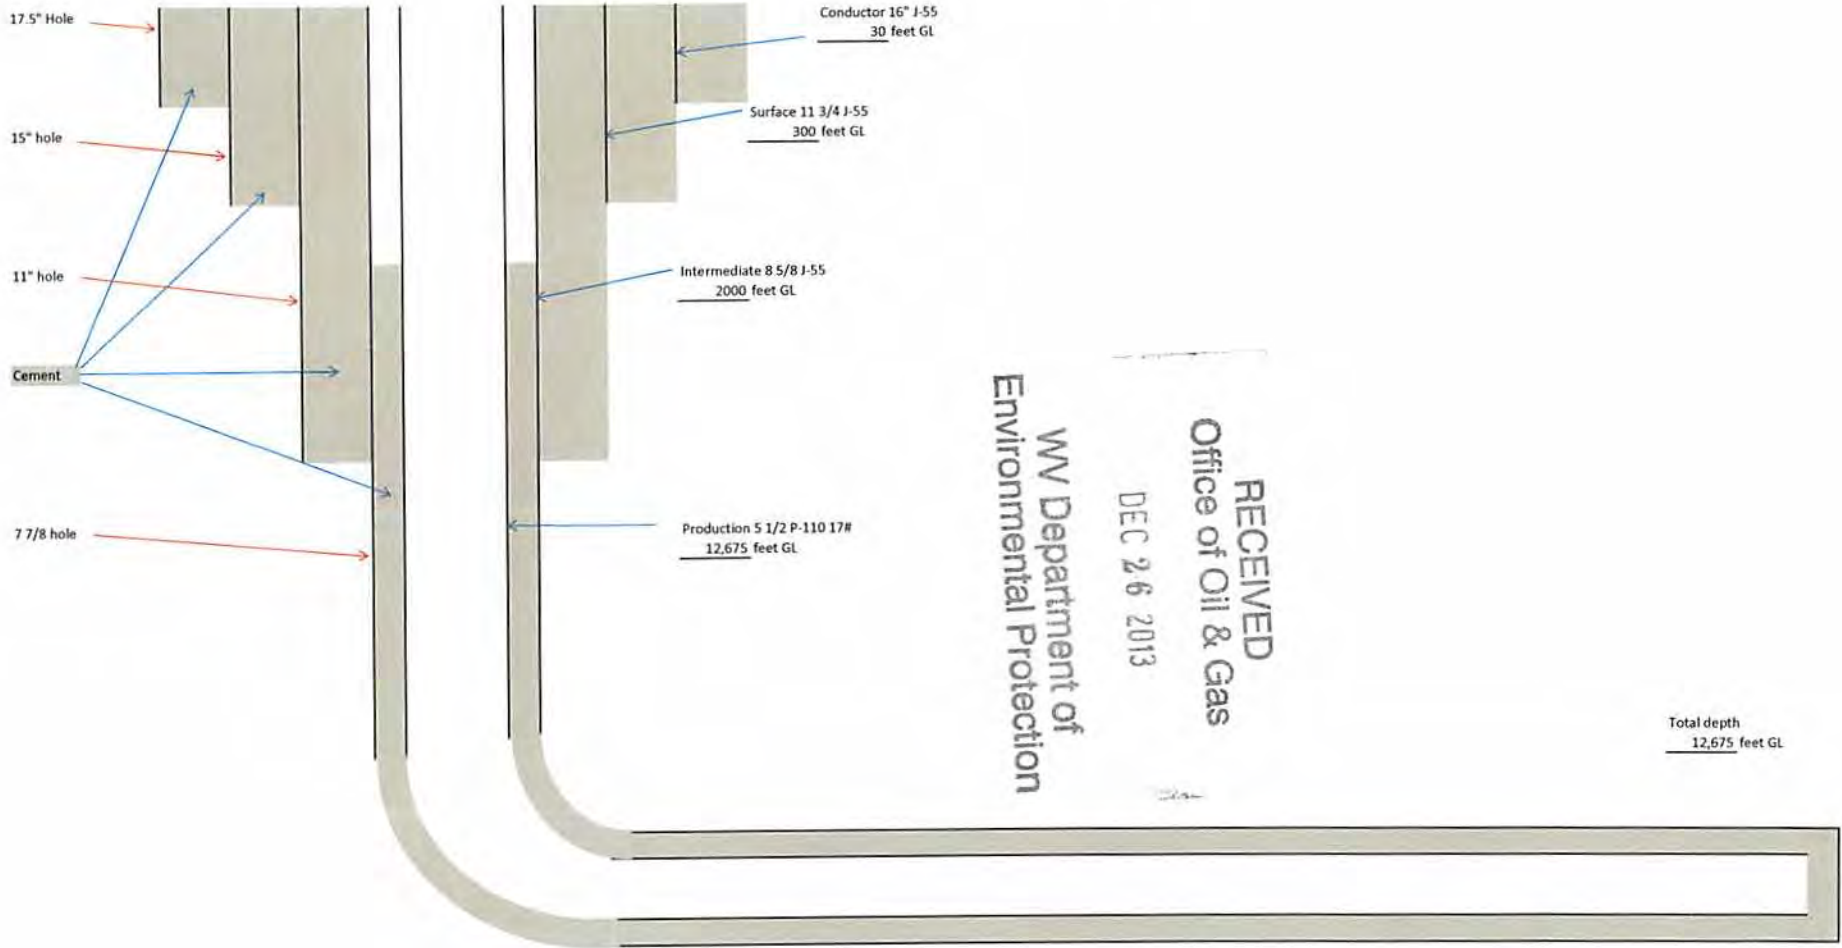 17.5" Hole
Conductor 16" J-55
30 feet GL
Surface 11 3/4 J-55
300 feet GL
15" hole
Intermediate 8 5/8 J-55
2000 feet GL
11" hole
Cement
Production 5 1/2 P-110 17#
12,675 feet GL
7 7/8 hole
RECEIVED
Office of Oil & Gas
DEC 26 2013
WV Department of
Environmental Protection
Total depth
12,675 feet GL